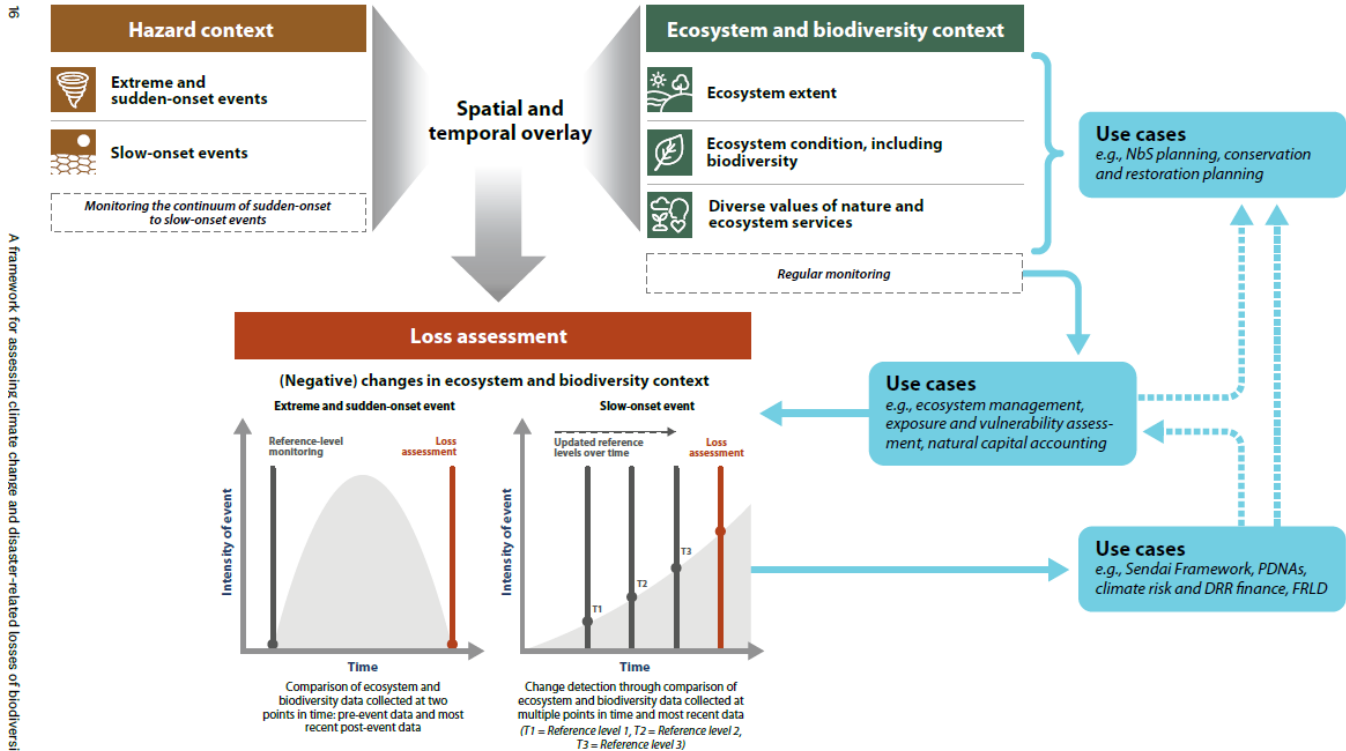 16
A framework for assessing climate change and disaster-related losses of biodiversi
Hazard context
Extreme and
sudden-onset events
Slow-onset events
Monitoring the continuum of sudden-onset
to slow-onset events
Spatial and
temporal overlay
Ecosystem and biodiversity context
Ecosystem extent
Ecosystem condition, including
biodiversity
Diverse values of nature and
ecosystem services
Regular monitoring
Use cases
e.g., NbS planning, conservation
and restoration planning
Loss assessment
(Negative) changes in ecosystem and biodiversity context
Extreme and sudden-onset event
Reference-level
monitoring
Loss
assessment
Intensity of event
Time
Comparison of ecosystem and
biodiversity data collected at two
points in time: pre-event data and most
recent post-event data
Slow-onset event
Updated reference
levels over time
Loss
assessment
T1
T2
T3
Intensity of event
Time
Change detection through comparison of
ecosystem and biodiversity data collected at
multiple points in time and most recent data
(T1 = Reference level 1, T2 = Reference level 2,
T3 = Reference level 3)
Use cases
e.g., ecosystem management,
exposure and vulnerability assess-
ment, natural capital accounting
Use cases
e.g., Sendai Framework, PDNAs,
climate risk and DRR finance, FRLD